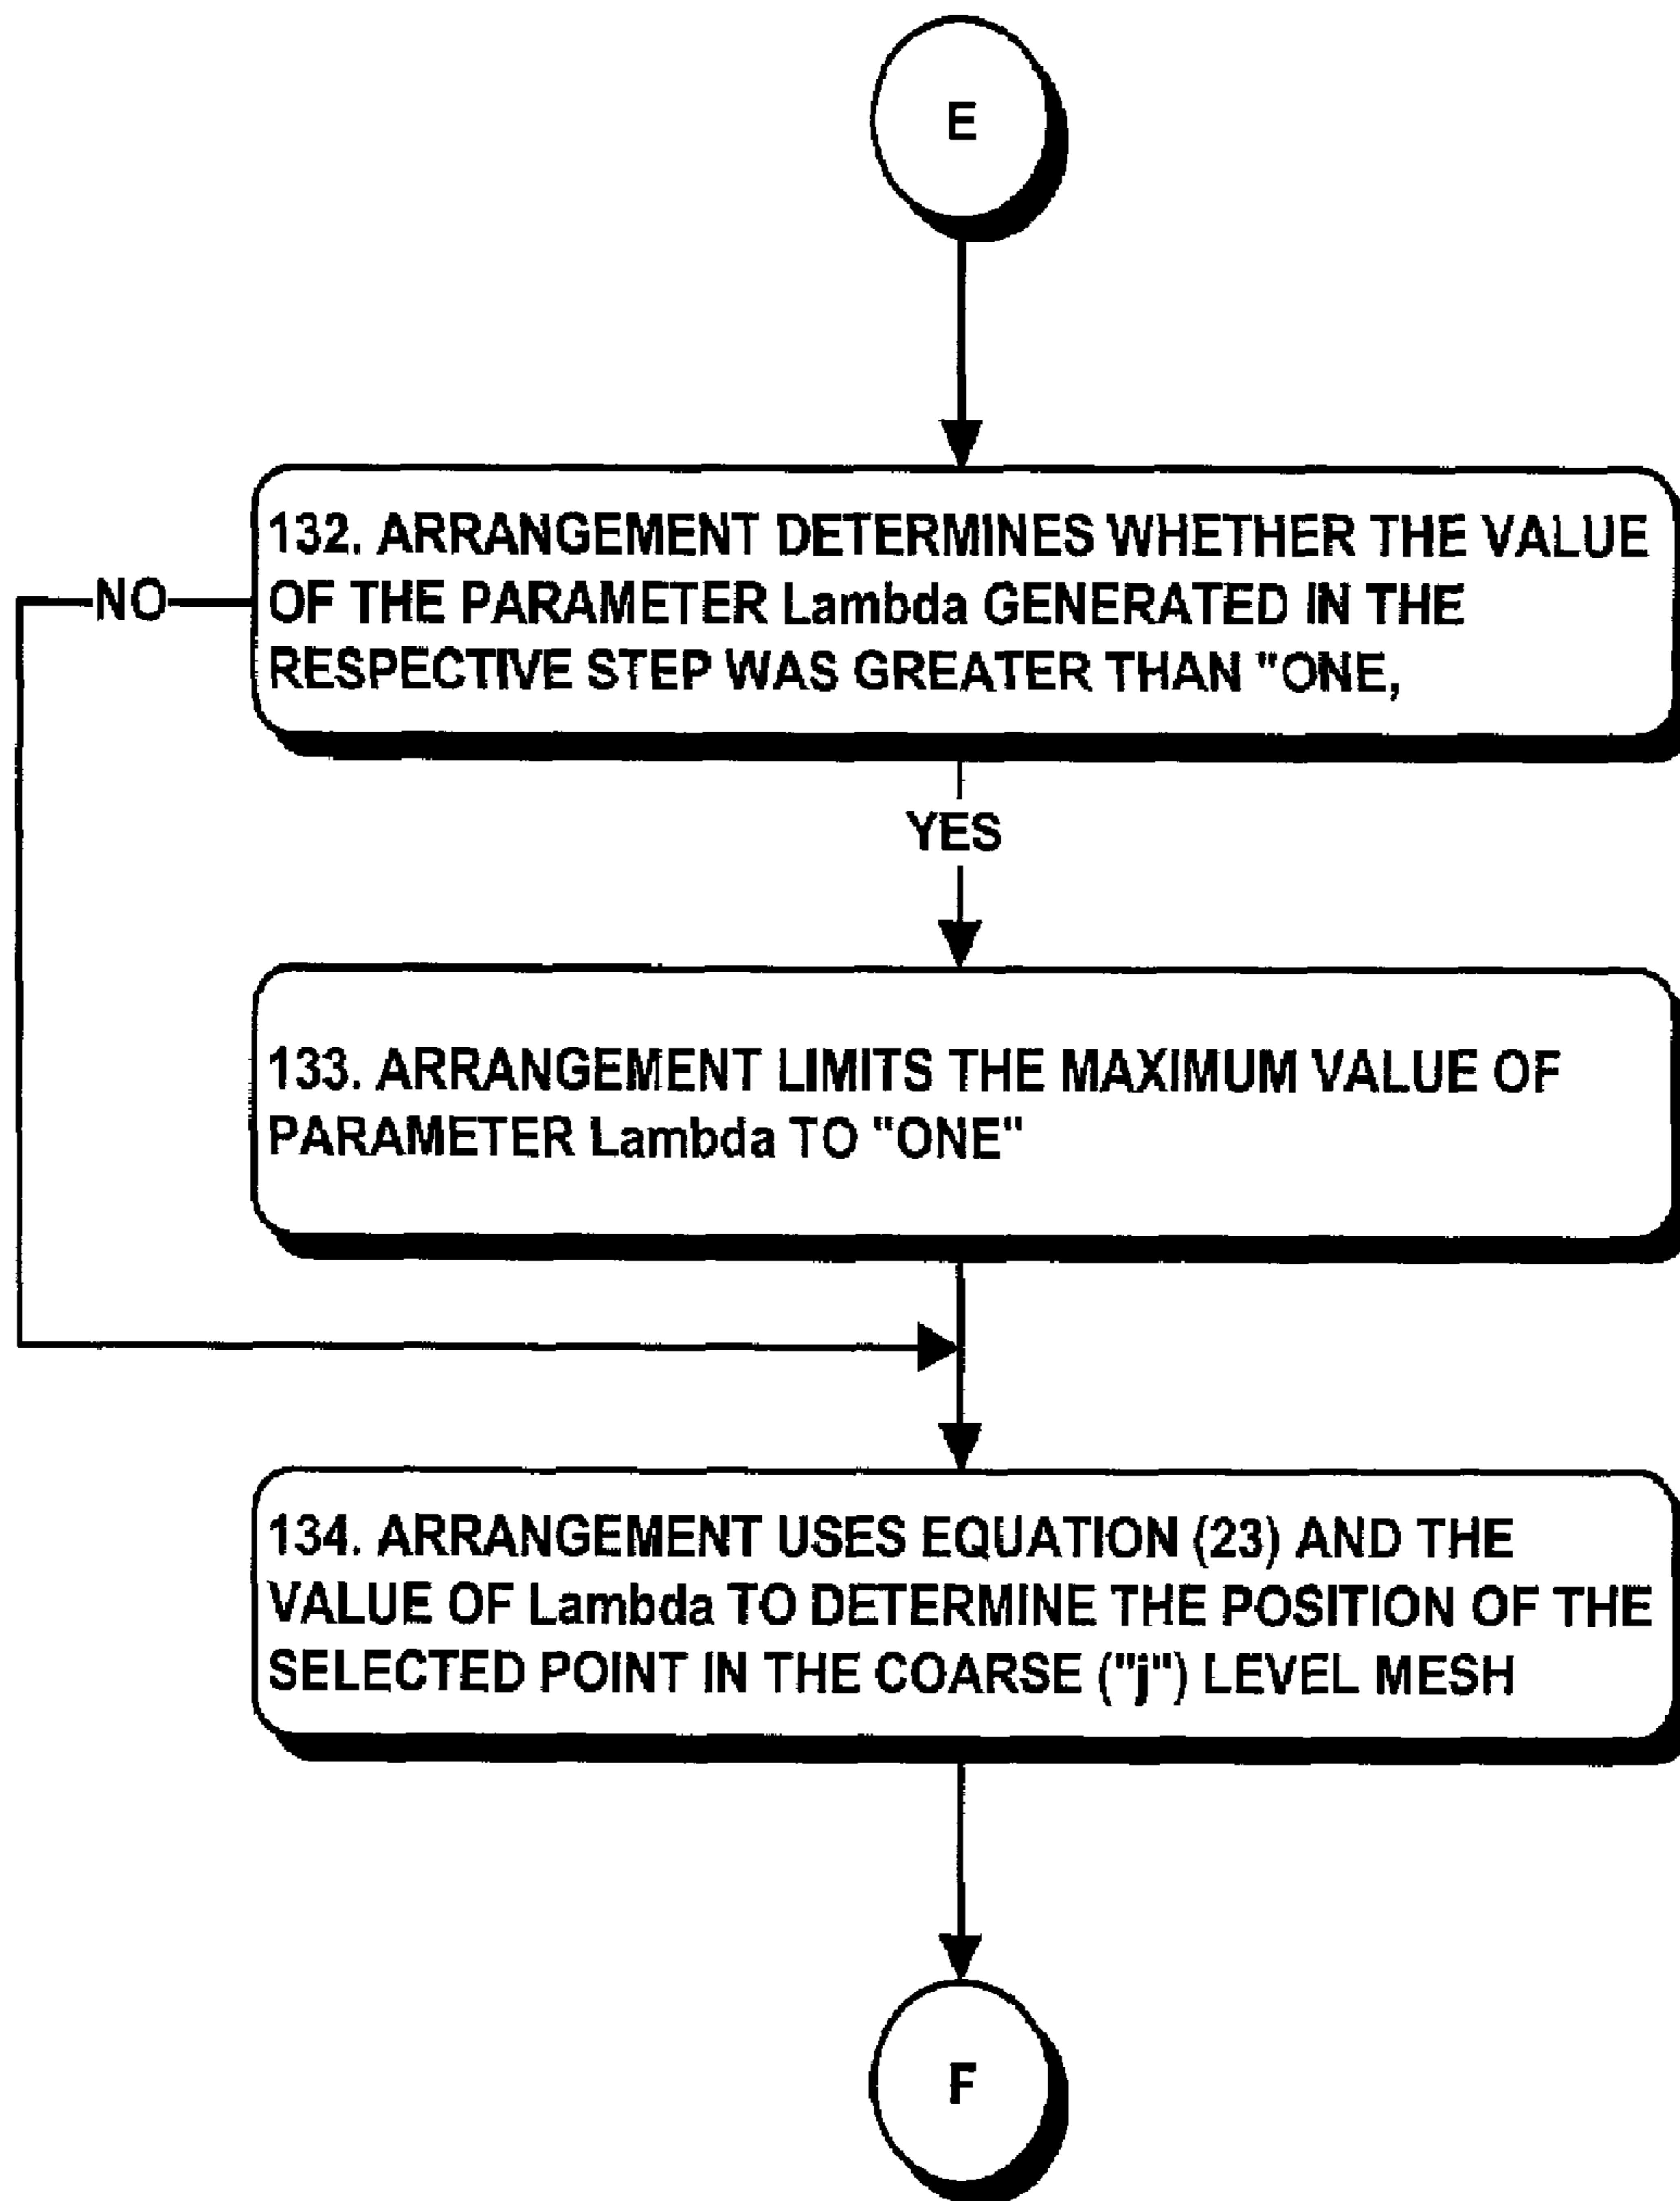 E
132. ARRANGEMENT DETERMINES WHETHER THE VALUE
OF THE PARAMETER Lambda GENERATED IN THE
RESPECTIVE STEP WAS GREATER THAN "ONE,
NO
YES
133. ARRANGEMENT LIMITS THE MAXIMUM VALUE OF
PARAMETER Lambda TO "ONE"
134. ARRANGEMENT USES EQUATION (23) AND THE
VALUE OF Lambda TO DETERMINE THE POSITION OF THE
SELECTED POINT IN THE COARSE ("j") LEVEL MESH
F